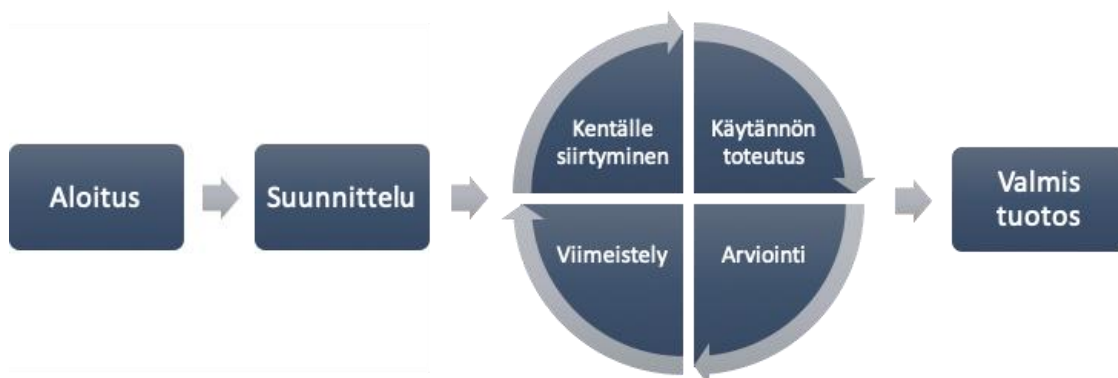 Aloitus
Suunnittelu
Kentälle
siirtyminen
Käytännön
toteutus
Viimeistely
Arviointi
Valmis
tuotos